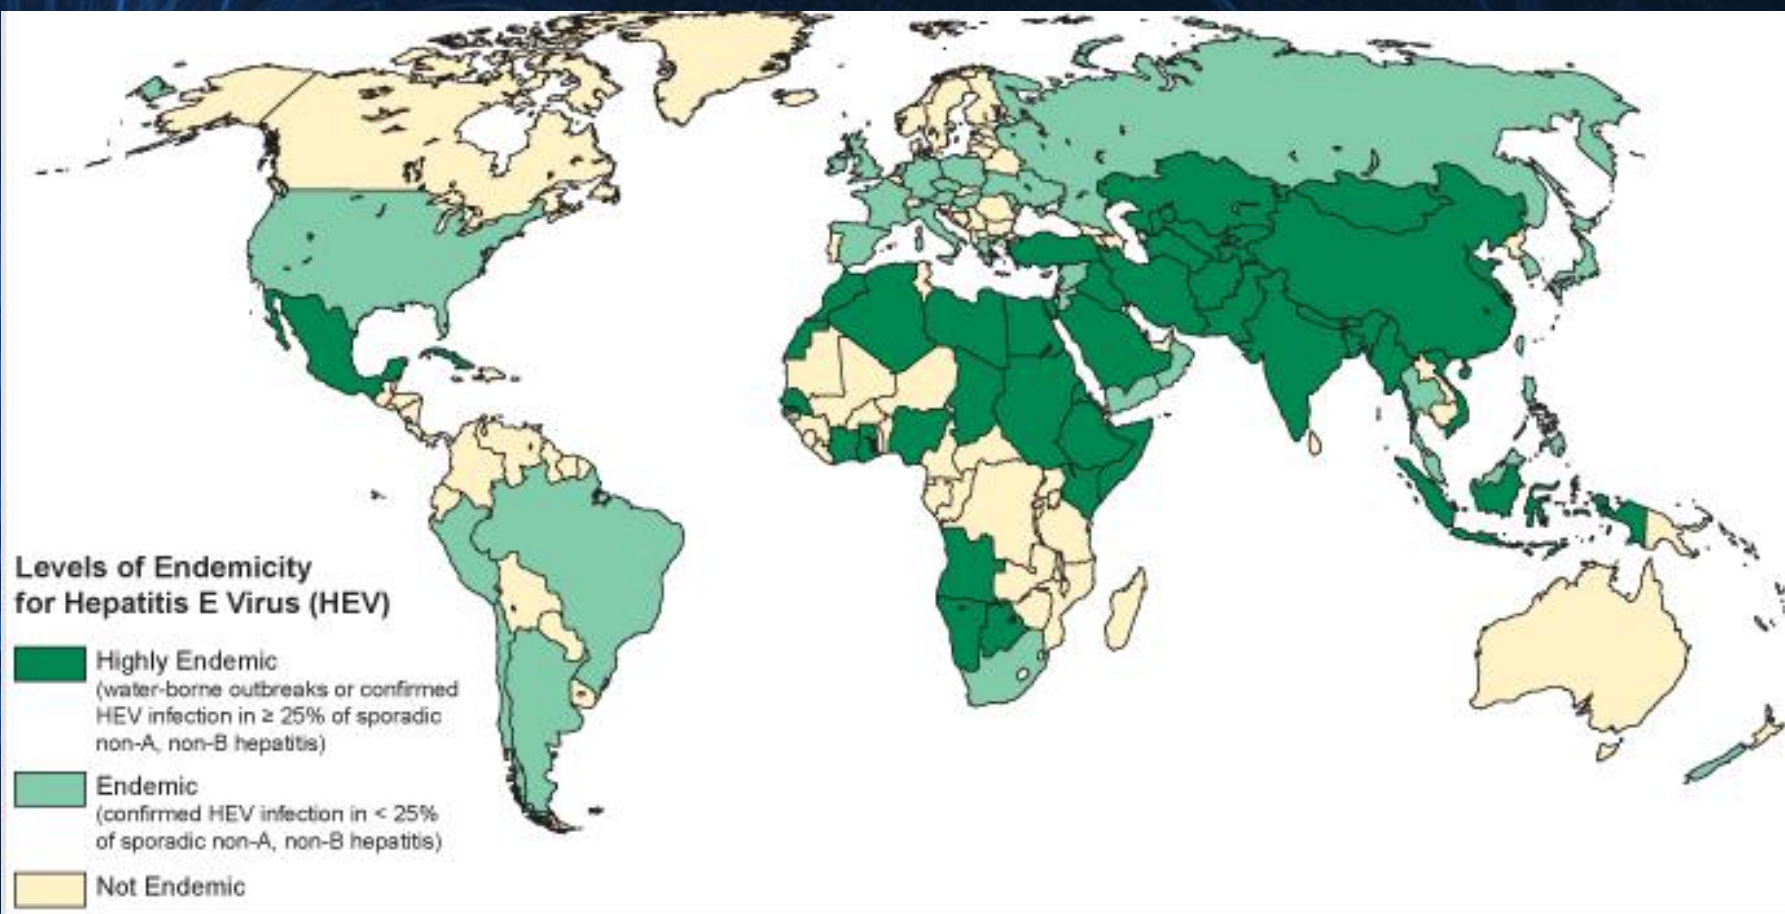 Levels of Endemicity
for Hepatitis E Virus (HEV)
Highly Endemic
(water-borne outbreaks or confirmed
HEV infection in ≥ 25% of sporadic
non-A, non-B hepatitis)
Endemic
(confirmed HEV infection in < 25%
of sporadic non-A, non-B hepatitis)
Not Endemic